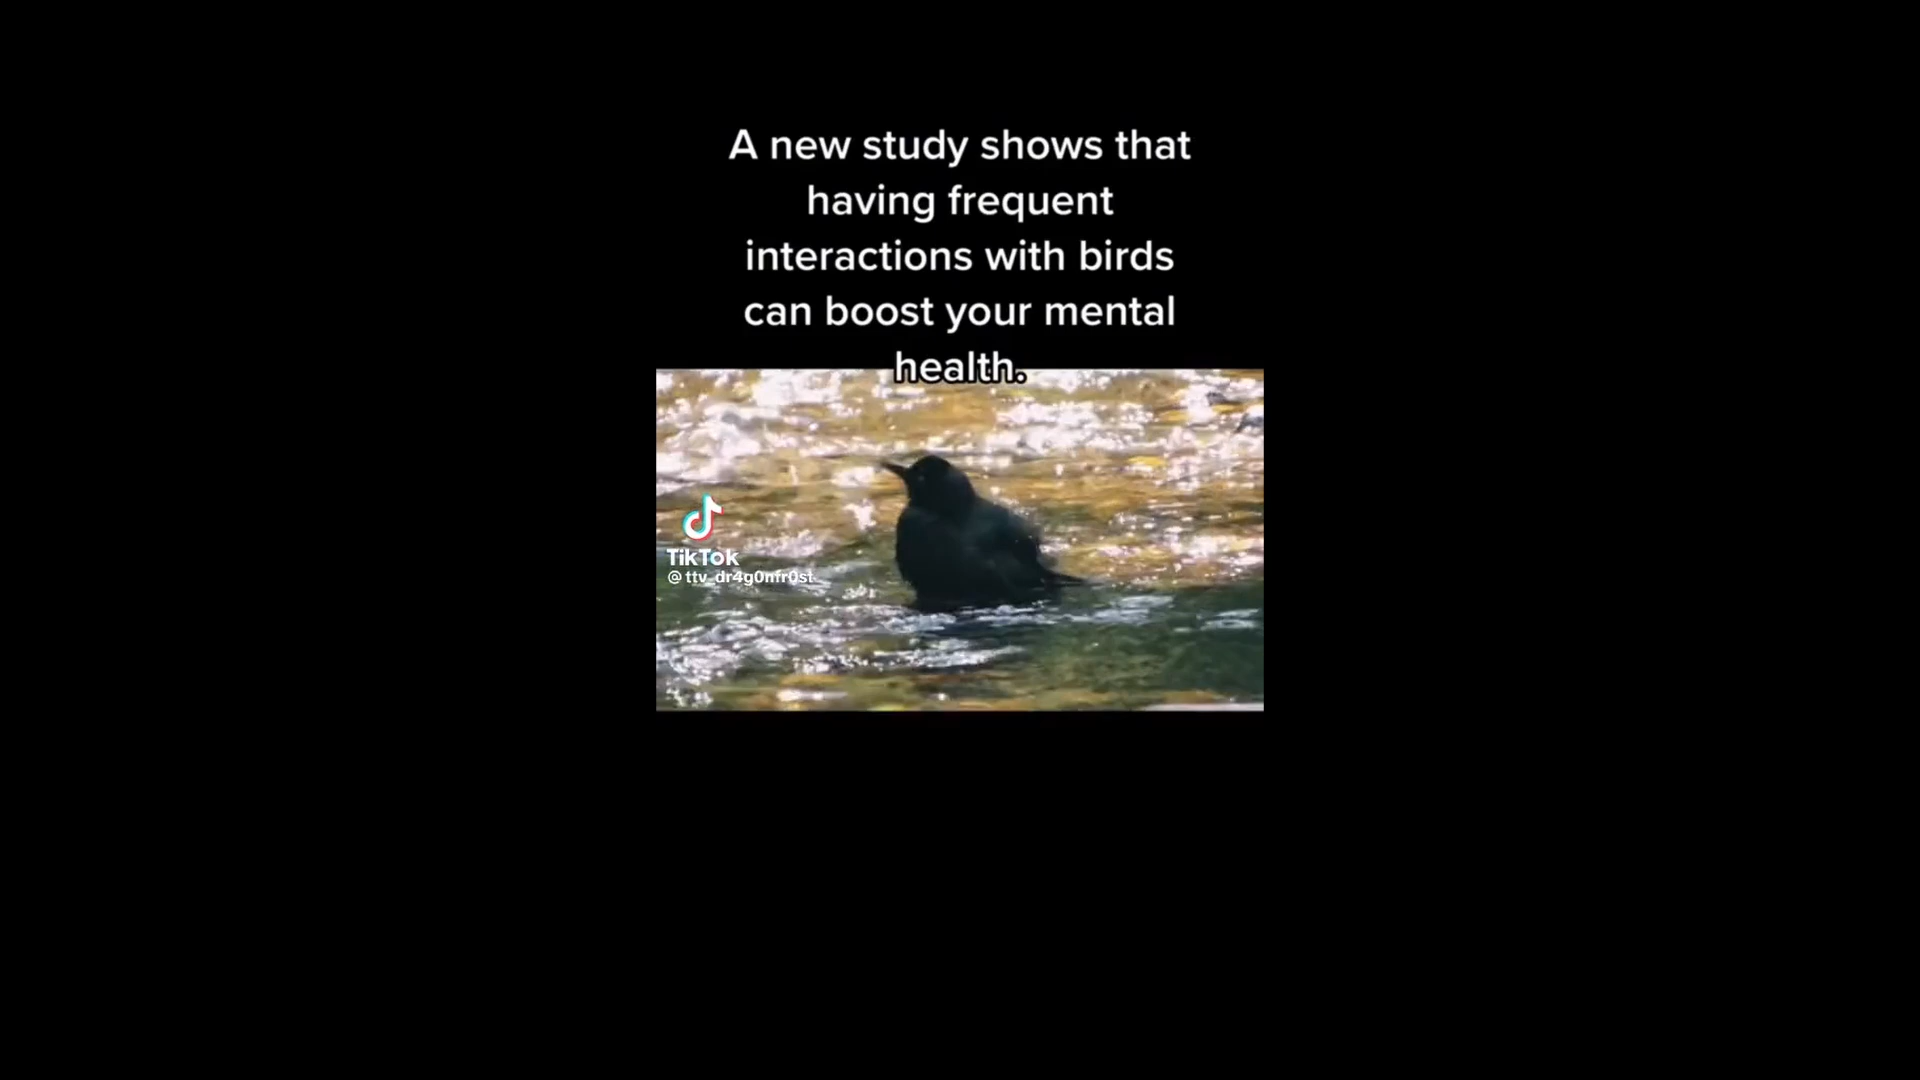 A new study shows that
having frequent
interactions with birds
can boost your mental
health.
TikTok
@ttv_dr4g0nfr0st